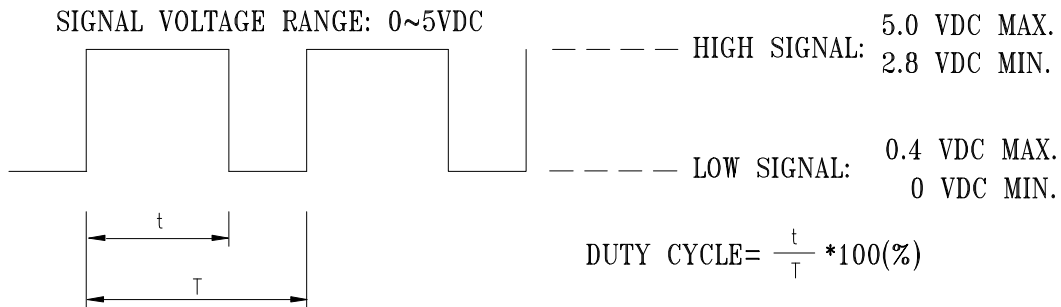 SIGNAL VOLTAGE RANGE: 0~5VDC
HIGH SIGNAL: 5.0 VDC MAX.
2.8 VDC MIN.
LOW SIGNAL: 0.4 VDC MAX.
0 VDC MIN.
t
T
DUTY CYCLE= t/T *100(%)